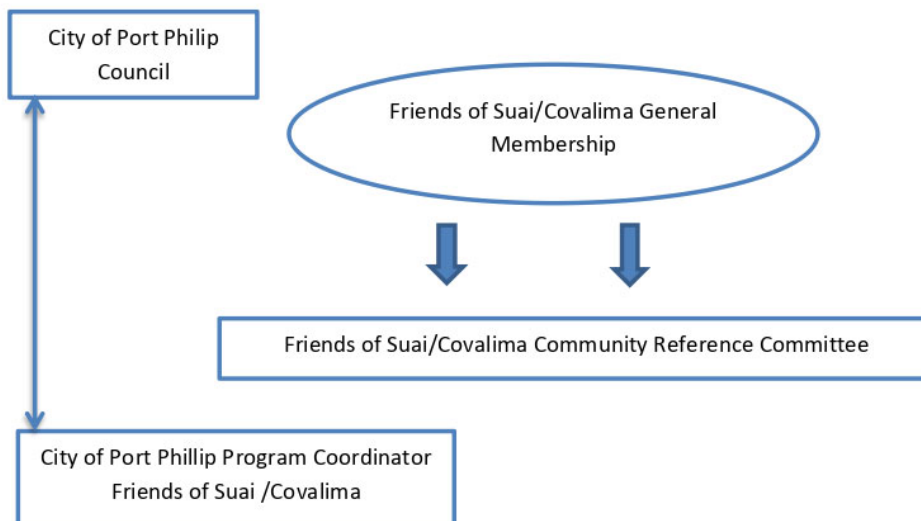 City of Port Philip
Council
Friends of Suai/Covalima General
Membership
Friends of Suai/Covalima Community Reference Committee
City of Port Phillip Program Coordinator
Friends of Suai /Covalima